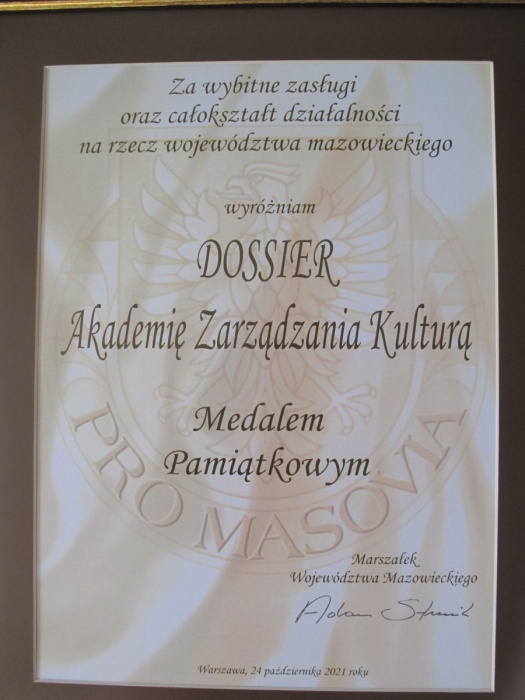 Za wybitne zasługi
oraz całokształt działalności
na rzecz województwa mazowieckiego
wyróżniam
DOSSIER
Akademię Zarządzania Kulturą
Medalem
Pamiątkowym
PRO MASOVIA
Marszałek
Województwa Mazowieckiego
Adam Struzik
Warszawa, 24 października 2021 roku